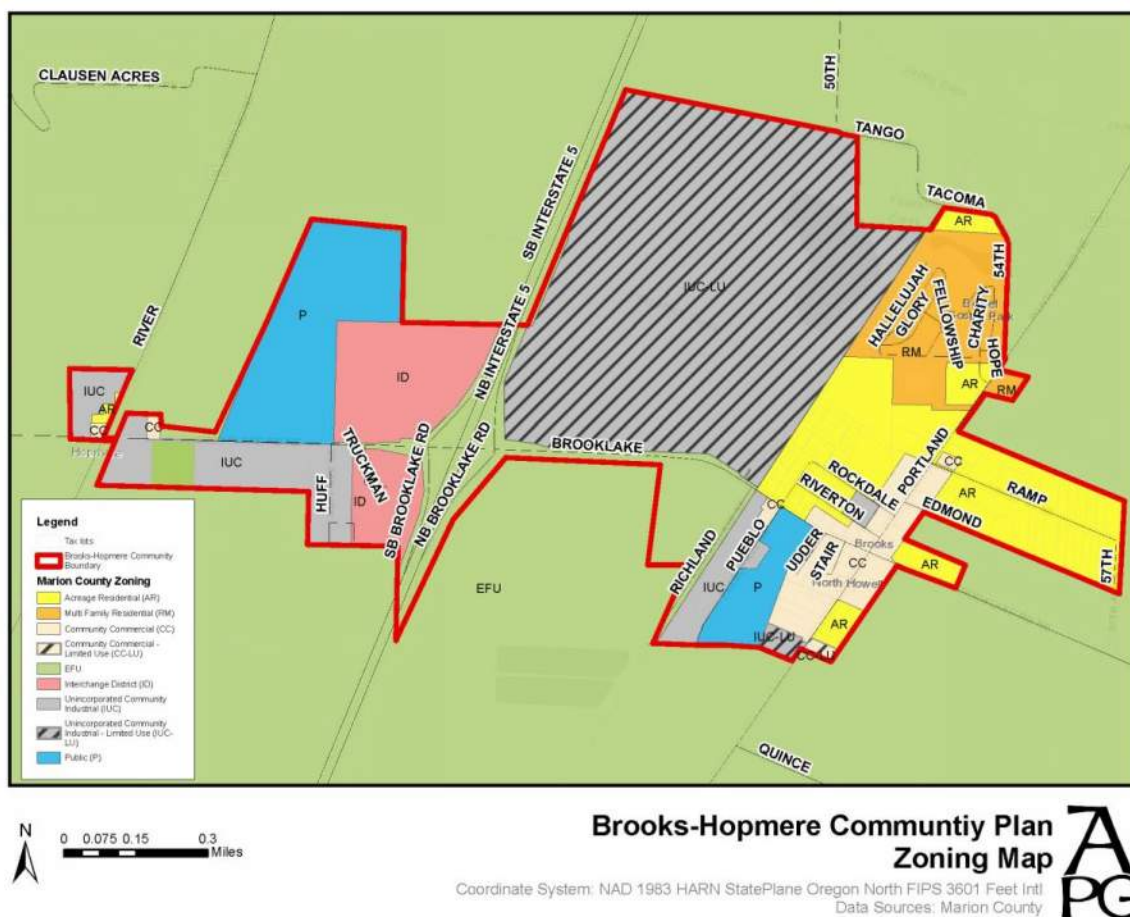 CLAUSEN ACRES
50TH
TANGO
TACOMA
AR
54TH
SB INTERSTATE 5
IUC-LU
HALLELUJAH
GLORY
FELLOWSHIP
CHARITY
HOPE
RM
AR
RM
P
RIVER
NB INTERSTATE 5
ID
IUC
AR
CC
Hopmere
CC
IUC
HUFF
TRUCKMAN
ID
SB BROOKLAKE RD
NB BROOKLAKE RD
BROOKLAKE
PORTLAND
CC
RAMP
ROCKDALE
RIVERTON
AR
EDMOND
CC
PUEBLO
UDDER
STAIR
Brooks
CC
North Howell
AR
57TH
RICHLAND
IUC
P
EFU
AR
IUC-LU
CC-LU
QUINCE
Legend
Tax lots
Brooks-Hopmere Community
Boundary
Marion County Zoning
Acreage Residential (AR)
Multi Family Residential (RM)
Community Commercial (CC)
Community Commercial -
Limited Use (CC-LU)
EFU
Interchange District (ID)
Unincorporated Community
Industrial (IUC)
Unincorporated Community
Industrial - Limited Use (IUC-
LU)
Public (P)
N
0 0.075 0.15 0.3
Miles
Brooks-Hopmere Communtiy Plan
Zoning Map
Coordinate System: NAD 1983 HARN StatePlane Oregon North FIPS 3601 Feet Intl
Data Sources: Marion County
APG